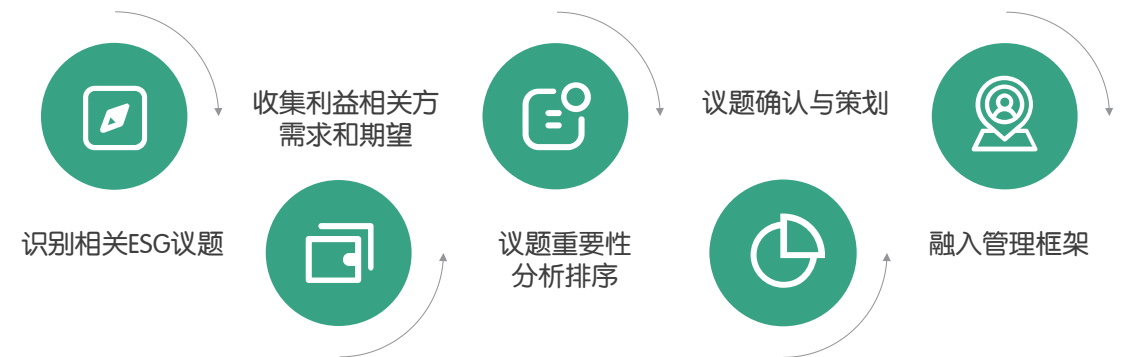 识别相关ESG议题
收集利益相关方
需求和期望
议题重要性
分析排序
议题确认与策划
融入管理框架